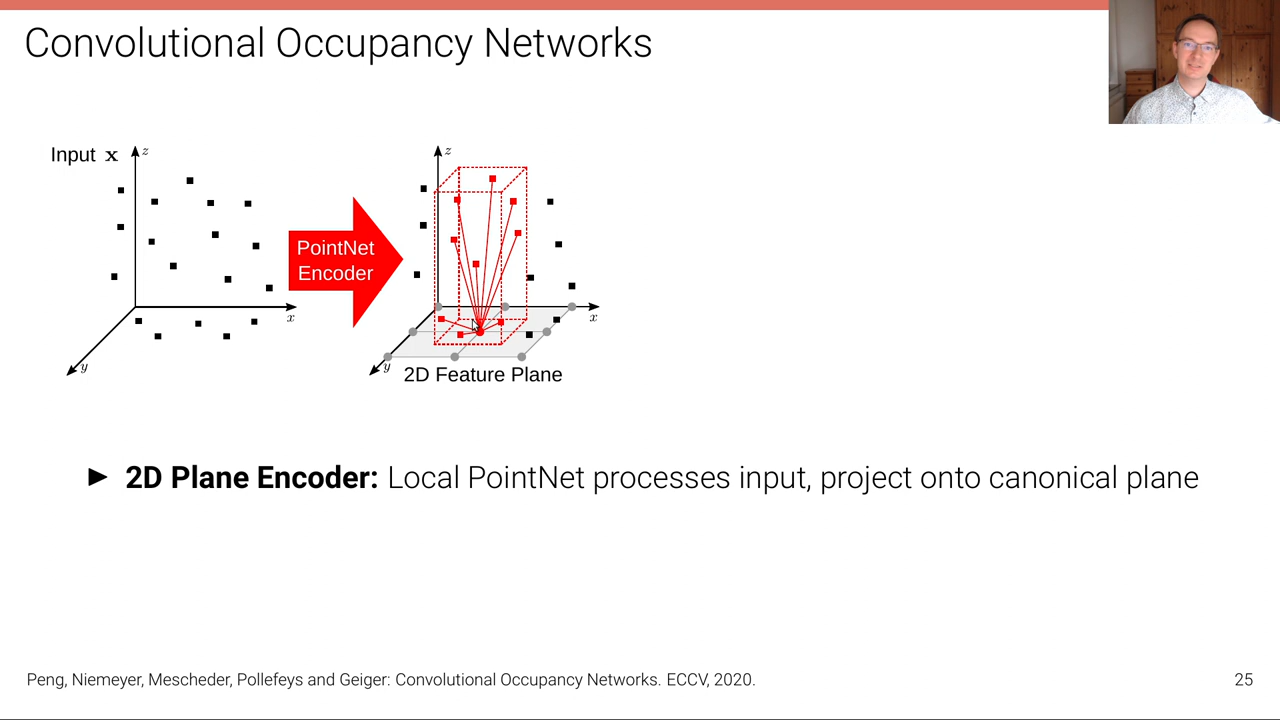 Convolutional Occupancy Networks
Input x
z
x
y
PointNet
Encoder
z
x
y
2D Feature Plane
► 2D Plane Encoder: Local PointNet processes input, project onto canonical plane
Peng, Niemeyer, Mescheder, Pollefeys and Geiger: Convolutional Occupancy Networks. ECCV, 2020.
25